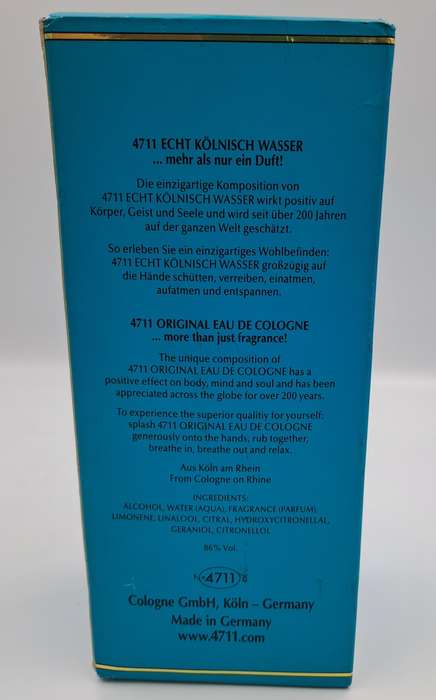 4711 ECHT KÖLNISCH WASSER
... mehr als nur ein Duft!
Die einzigartige Komposition von
4711 ECHT KÖLNISCH WASSER wirkt positiv auf
Körper, Geist und Seele und wird seit über 200 Jahren
auf der ganzen Welt geschätzt.
So erleben Sie ein einzigartiges Wohlbefinden:
4711 ECHT KÖLNISCH WASSER großzügig auf
die Hände schütten, verreiben, einatmen,
aufatmen und entspannen.
4711 ORIGINAL EAU DE COLOGNE
... more than just fragrance!
The unique composition of
4711 ORIGINAL EAU DE COLOGNE has a
positive effect on body, mind and soul and has been
appreciated across the globe for over 200 years.
To experience the superior qualitiy for yourself:
splash 4711 ORIGINAL EAU DE COLOGNE
generously onto the hands, rub together,
breathe in, breathe out and relax.
Aus Köln am Rhein
From Cologne on Rhine
INGREDIENTS:
ALCOHOL, WATER (AQUA), FRAGRANCE (PARFUM),
LIMONENE, LINALOOL, CITRAL, HYDROXYCITRONELLAL,
GERANIOL, CITRONELLOL
86% Vol.
4711
Cologne GmbH, Köln – Germany
Made in Germany
www.4711.com